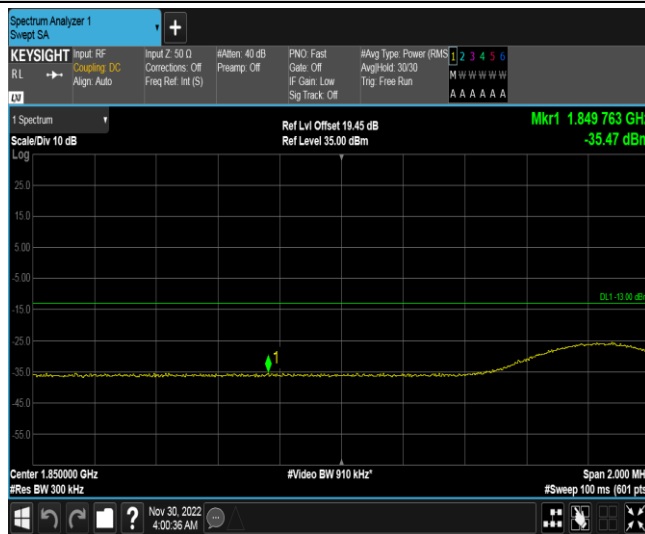 Spectrum Analyzer 1
Swept SA
+
KEYSIGHT
RL
LXI
Input: RF
Coupling: DC
Align: Auto
Input Z: 50 Ω
Corrections: Off
Freq Ref: Int (S)
#Atten: 40 dB
Preamp: Off
PNO: Fast
Gate: Off
IF Gain: Low
Sig Track: Off
#Avg Type: Power (RMS
Avg|Hold: 30/30
Trig: Free Run
1 2 3 4 5 6
M W W W W W
A A A A A A
1 Spectrum
Scale/Div 10 dB
Log
Ref Lvl Offset 19.45 dB
Ref Level 35.00 dBm
Mkr1 1.849 763 GH
-35.47 dBm
25.0
15.0
5.00
-5.00
DL1 -13.00 dBm
-15.0
-25.0
1
-35.0
-45.0
-55.0
Center 1.850000 GHz
#Res BW 300 kHz
#Video BW 910 kHz*
Span 2.000 MH
#Sweep 100 ms (601 pts
?
Nov 30, 2022
4:00:36 AM